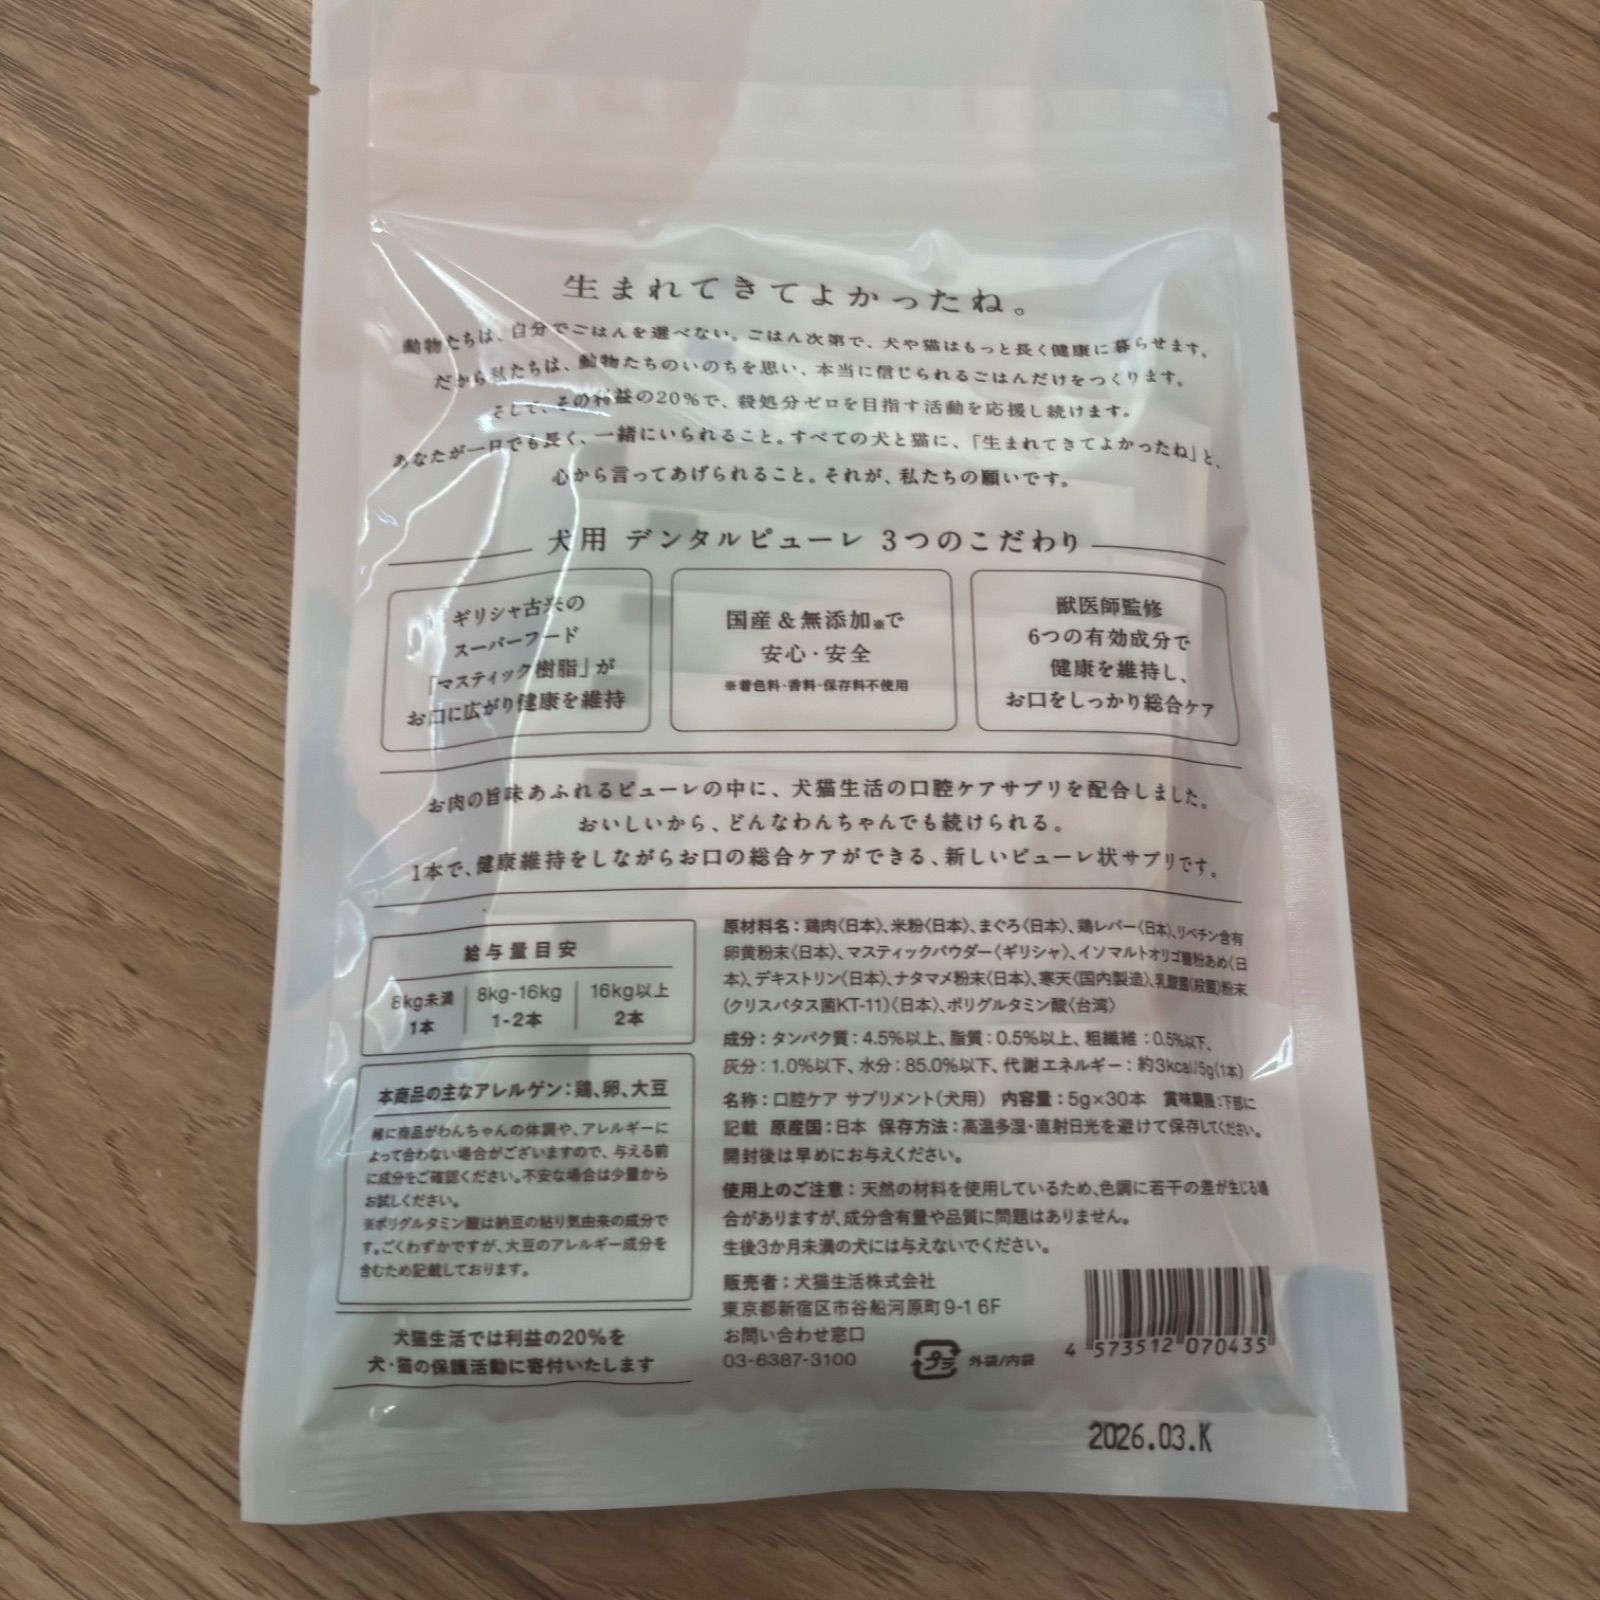 生まれてきてよかったね。
動物たちは、自分でごはんを選べない。ごはん次第で、犬や猫はもっと長く健康に暮らせます。
だから私たちは、動物たちのいのちを思い、本当に信じられるごはんだけをつくります。
そして、その利益の20%で、殺処分ゼロを目指す活動を応援し続けます。
あなたが一日でも長く、一緒にいられること。すべての犬と猫に、「生まれてきてよかったね」と、
心から言ってあげられること。それが、私たちの願いです。
犬用 デンタルピューレ 3つのこだわり
ギリシャ古来の
スーパーフード
「マスティック樹脂」が
お口に広がり健康を維持
国産&無添加※で
安心・安全
※着色料・香料・保存料不使用
獣医師監修
6つの有効成分で
健康を維持し、
お口をしっかり総合ケア
お肉の旨味あふれるピューレの中に、犬猫生活の口腔ケアサプリを配合しました。
おいしいから、どんなわんちゃんでも続けられる。
1本で、健康維持をしながらお口の総合ケアができる、新しいピューレ状サプリです。
給与量目安
8kg未満 8kg-16kg 16kg以上
1本 1-2本 2本
本商品の主なアレルゲン：鶏、卵、大豆
稀に商品がわんちゃんの体調や、アレルギーに
よって合わない場合がございますので、与える前
に成分をご確認ください。不安な場合は少量から
お試しください。
※ポリグルタミン酸は納豆の粘り気由来の成分で
す。ごくわずかですが、大豆のアレルギー成分を
含むため記載しております。
犬猫生活では利益の20%を
犬・猫の保護活動に寄付いたします
原材料名：鶏肉〈日本〉、米粉〈日本〉、まぐろ〈日本〉、鶏レバー〈日本〉、リベチン含有
卵黄粉末〈日本〉、マスティックパウダー〈ギリシャ〉、イソマルトオリゴ糖粉あめ〈日
本〉、デキストリン〈日本〉、ナタマメ粉末〈日本〉、寒天〈国内製造〉、乳酸菌(殺菌)粉末
(クリスパタス菌KT-11)〈日本〉、ポリグルタミン酸〈台湾〉
成分：タンパク質：4.5%以上、脂質：0.5%以上、粗繊維：0.5%以下、
灰分：1.0%以下、水分：85.0%以下、代謝エネルギー：約3kcal/5g(1本)
名称：口腔ケア サプリメント(犬用) 内容量：5g×30本 賞味期限：下部に
記載 原産国：日本 保存方法：高温多湿・直射日光を避けて保存してください。
開封後は早めにお与えください。
使用上のご注意：天然の材料を使用しているため、色調に若干の差が生じる場
合がありますが、成分含有量や品質に問題はありません。
生後3か月未満の犬には与えないでください。
販売者：犬猫生活株式会社
東京都新宿区市谷船河原町9-1 6F
お問い合わせ窓口
03-6387-3100
プラ 外袋/内袋
4 573512 070435
2026.03.K